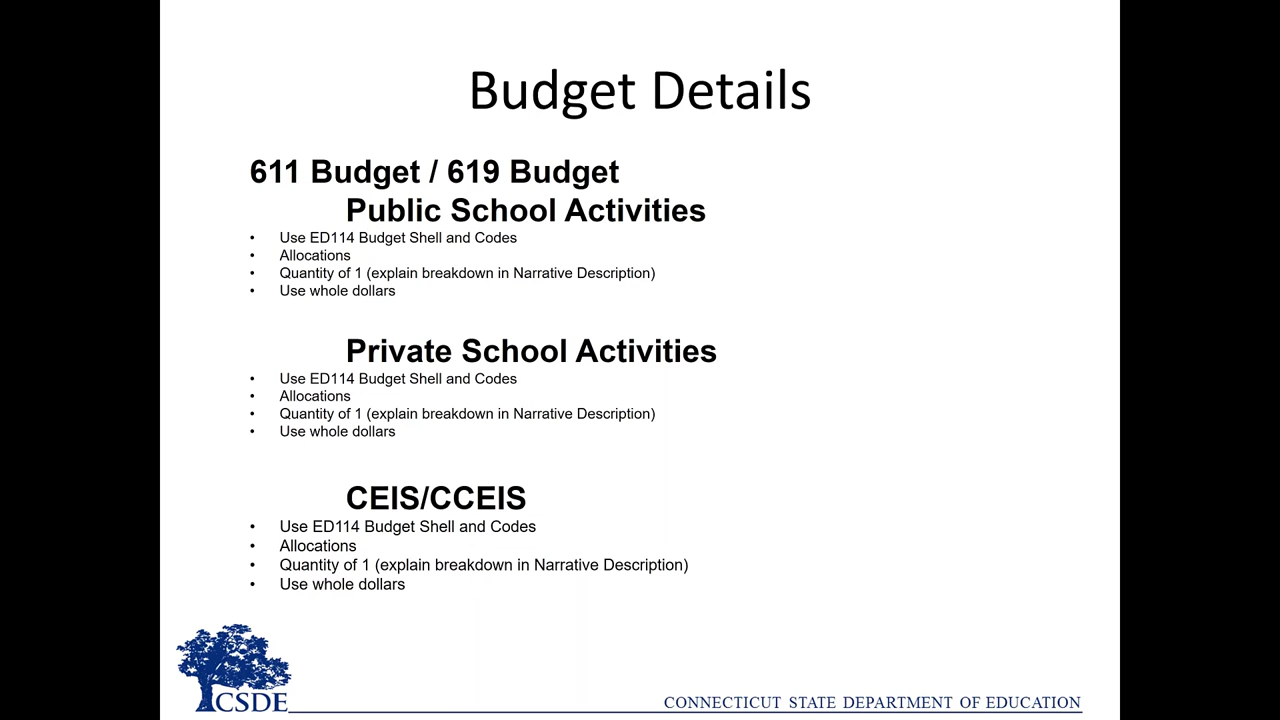 Budget Details
611 Budget / 619 Budget
Public School Activities
• Use ED114 Budget Shell and Codes
• Allocations
• Quantity of 1 (explain breakdown in Narrative Description)
• Use whole dollars
Private School Activities
• Use ED114 Budget Shell and Codes
• Allocations
• Quantity of 1 (explain breakdown in Narrative Description)
• Use whole dollars
CEIS/CCEIS
• Use ED114 Budget Shell and Codes
• Allocations
• Quantity of 1 (explain breakdown in Narrative Description)
• Use whole dollars
CSDE
CONNECTICUT STATE DEPARTMENT OF EDUCATION